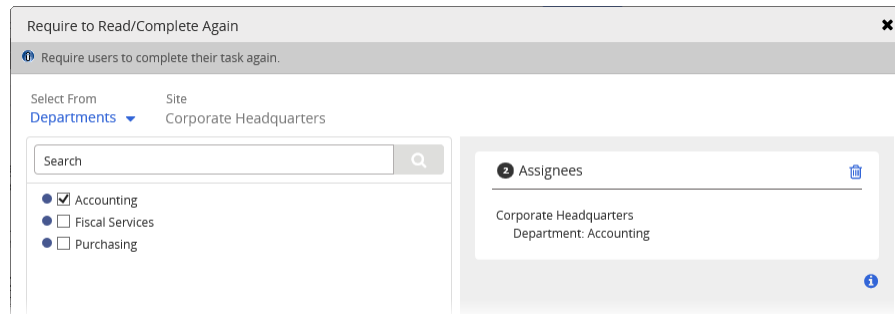 Require to Read/Complete Again
Require users to complete their task again.
Select From
Site
Departments
Corporate Headquarters
Search
Accounting
Fiscal Services
Purchasing
2 Assignees
Corporate Headquarters
Department: Accounting